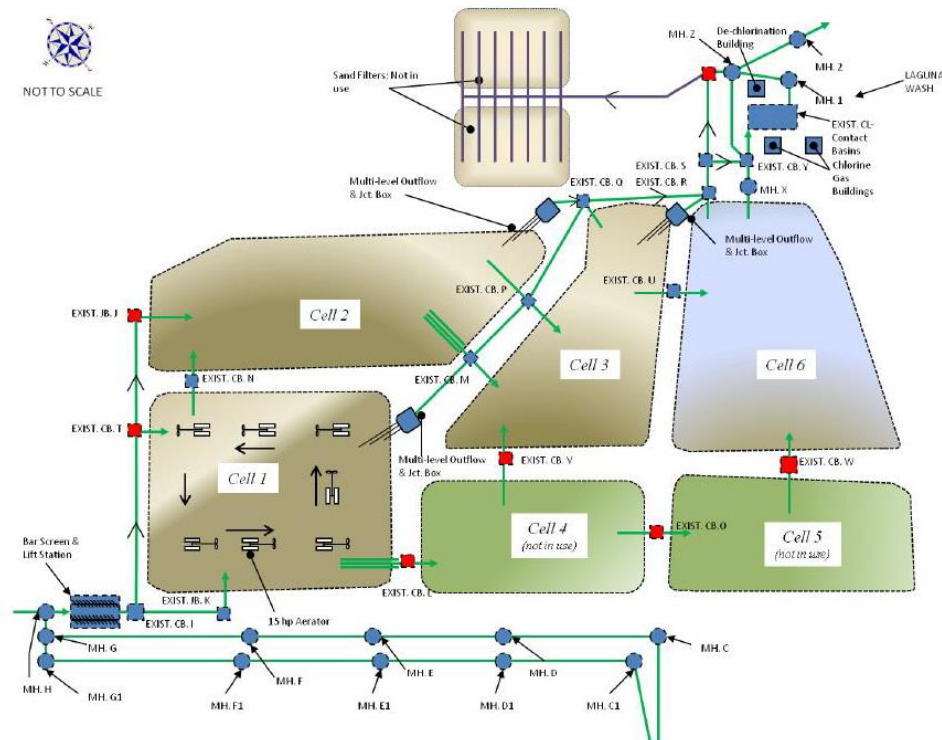 NOT TO SCALE
Sand Filters: Not in
use
MH. Z
De-chlorination
Building
MH. 2
MH. 1
LAGUNA
WASH
EXIST. CL-
Contact
Basins
Chlorine
Gas
Buildings
EXIST. CB. S
EXIST. CB. Y
EXIST. CB. Q
EXIST. CB. R
MH. X
Multi-level Outflow
& Jct. Box
Multi-level Outflow
& Jct. Box
EXIST. CB. U
EXIST. CB. P
EXIST. JB. J
Cell 2
Cell 3
Cell 6
EXIST. CB. N
EXIST. CB. M
EXIST. CB. T
Multi-level Outflow
& Jct. Box
EXIST. CB. V
EXIST. CB. W
Cell 1
Cell 4
(not in use)
EXIST. CB. O
Cell 5
(not in use)
Bar Screen &
Lift Station
EXIST. CB. L
EXIST. JB. K
EXIST. CB. I
15 hp Aerator
MH. H
MH. G
MH. G1
MH. F
MH. F1
MH. E
MH. E1
MH. D
MH. D1
MH. C
MH. C1